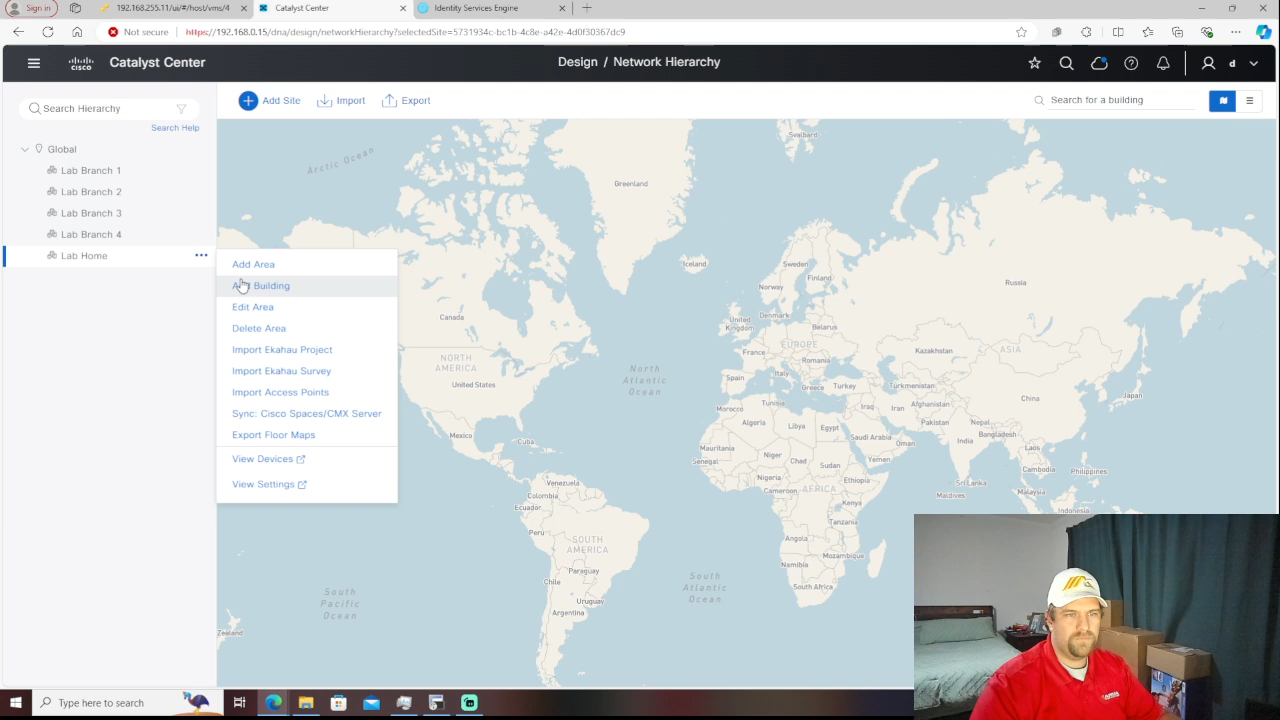 Sign in
192.168.255.11/ui/#/host/vms/4
Catalyst Center
Identity Services Engine
Not secure
https://192.168.0.15/dna/design/networkHierarchy?selectedSite=5731934c-bc1b-4c8e-a42e-4d0f30367dc9
CISCO
Catalyst Center
Design / Network Hierarchy
d
Search Hierarchy
Search Help
Add Site
Import
Export
Search for a building
Global
Lab Branch 1
Lab Branch 2
Lab Branch 3
Lab Branch 4
Lab Home
Add Area
Building
Edit Area
Delete Area
Import Ekahau Project
Import Ekahau Survey
Import Access Points
Sync: Cisco Spaces/CMX Server
Export Floor Maps
View Devices
View Settings
Arctic Ocean
Svalbard
Greenland
Iceland
Sweden
Finland
Russia
Norway
Canada
United Kingdom
Denmark
Belarus
EUROPE
France
Romania
Kazakhstan
ASIA
NORTH AMERICA
United States
North Atlantic Ocean
Spain
Italy
Greece
Turkey
Turkmenistan
China
Japan
Morocco
Tunisia
Iraq
Iran
Afghanistan
Algeria
Libya
Egypt
Pakistan
Nepal
Mexico
Cuba
Mauritania
Saudi Arabia
Oman
India
Bangladesh
Laos
Senegal
Niger
Chad
Sudan
Yemen
Cambodia
Philippines
Venezuela
Nigeria
Ethiopia
Sri Lanka
Colombia
Cameroon
AFRICA
Kenya
Maldives
Malaysia
Ecuador
Tanzania
Indonesia
Peru
SOUTH AMERICA
Angola
Mozambique
Paraguay
Namibia
Chile
South Africa
South Pacific Ocean
South Atlantic Ocean
Uruguay
Argentina
Zealand
Type here to search